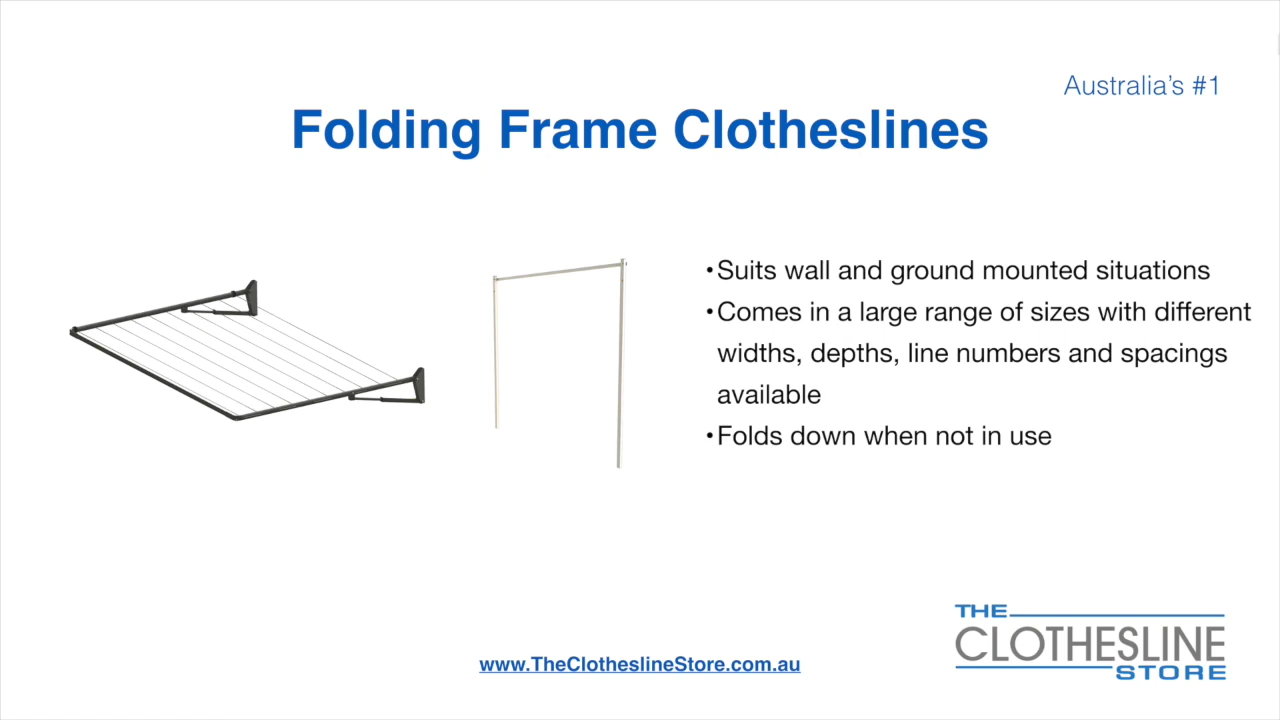 Australia's #1
Folding Frame Clotheslines
•Suits wall and ground mounted situations
•Comes in a large range of sizes with different
widths, depths, line numbers and spacings
available
•Folds down when not in use
THE
CLOTHESLINE
STORE
www.TheClotheslineStore.com.au